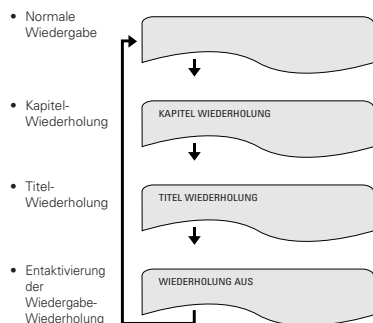 • Normale
Wiedergabe
• Kapitel-
Wiederholung
KAPITEL WIEDERHOLUNG
• Titel-
Wiederholung
TITEL WIEDERHOLUNG
• Entaktivierung
der
Wiedergabe-
Wiederholung
WIEDERHOLUNG AUS